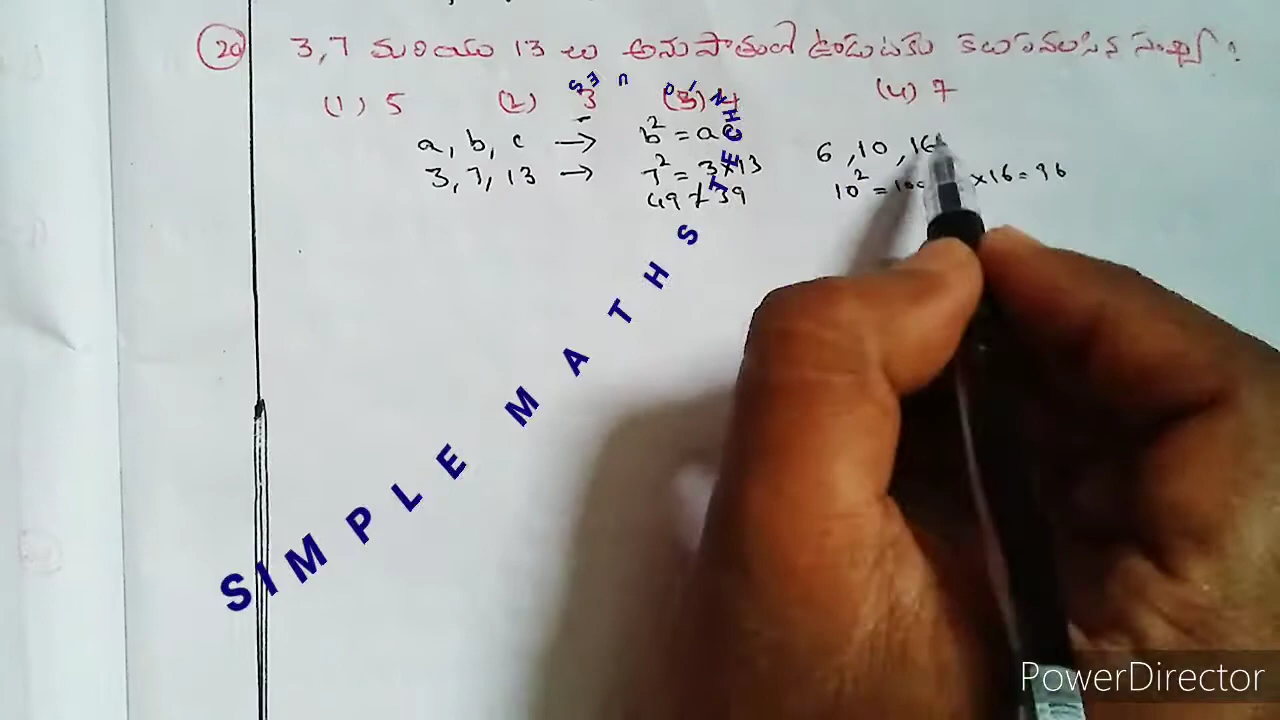 20 3,7 మరియు 13 లు అనుపాతంలో ఉండుటకు కలుపవలసిన సంఖ్య ?
(1) 5 (2) 3 (3) 4 (4) 7
a, b, c → b² = ac
3, 7, 13 → 7² = 3×13
49 ≠ 39
6, 10, 16
10² = 100 ×16 = 96
SIMPLE MATHS
PowerDirector